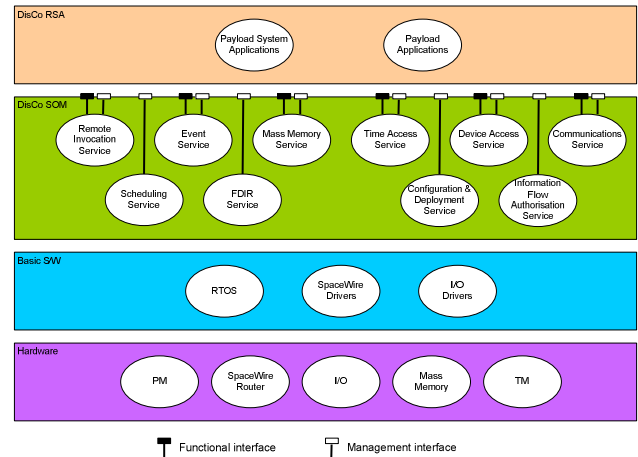 DisCo RSA
Payload System
Applications
Payload
Applications
DisCo SOM
Remote
Invocation
Service
Event
Service
Mass Memory
Service
Time Access
Service
Device Access
Service
Communications
Service
Scheduling
Service
FDIR
Service
Configuration &
Deployment
Service
Information
Flow
Authorisation
Service
Basic S/W
RTOS
SpaceWire
Drivers
I/O
Drivers
Hardware
PM
SpaceWire
Router
I/O
Mass
Memory
TM
Functional interface
Management interface